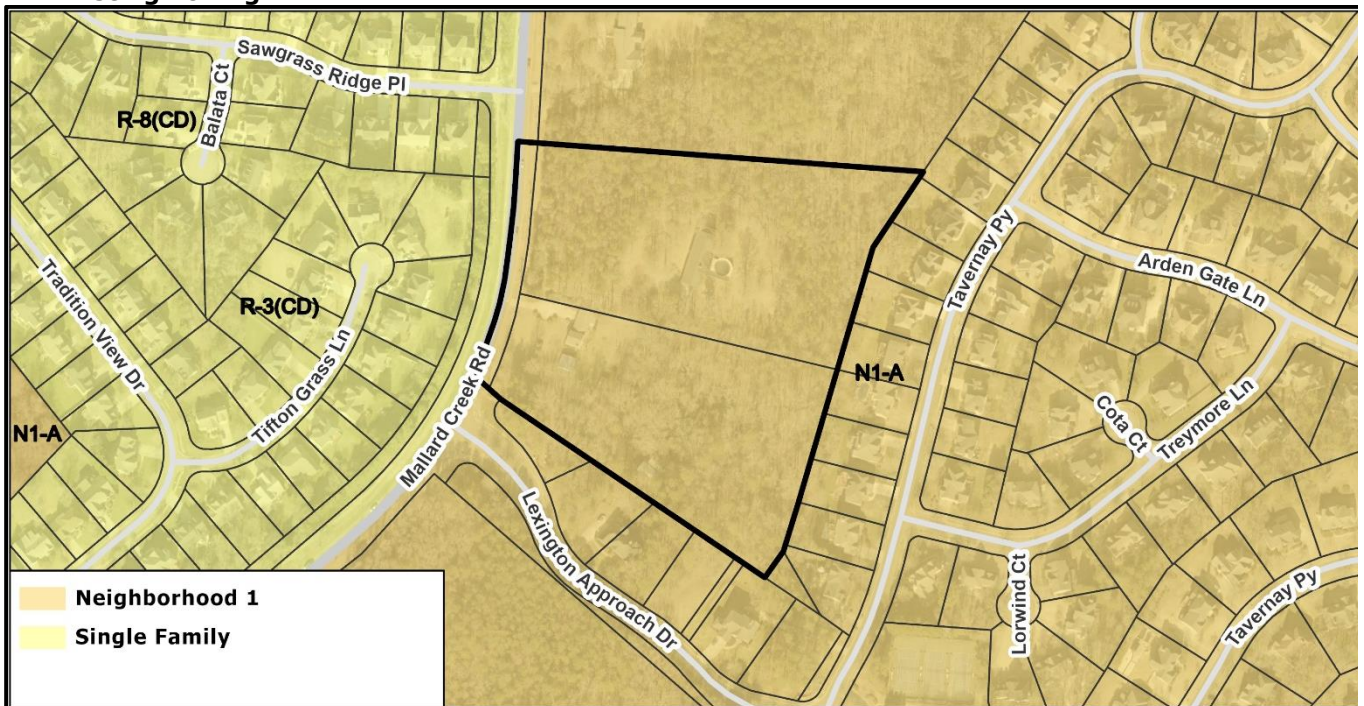 Sawgrass Ridge Pl
Balata Ct
R-8(CD)
Tradition View Dr
R-3(CD)
Tifton Grass Ln
N1-A
Mallard Creek Rd
Lexington Approach Dr
Tavernay Py
N1-A
Arden Gate Ln
Cota Ct
Treymore Ln
Lorwind Ct
Tavernay Py
Neighborhood 1
Single Family